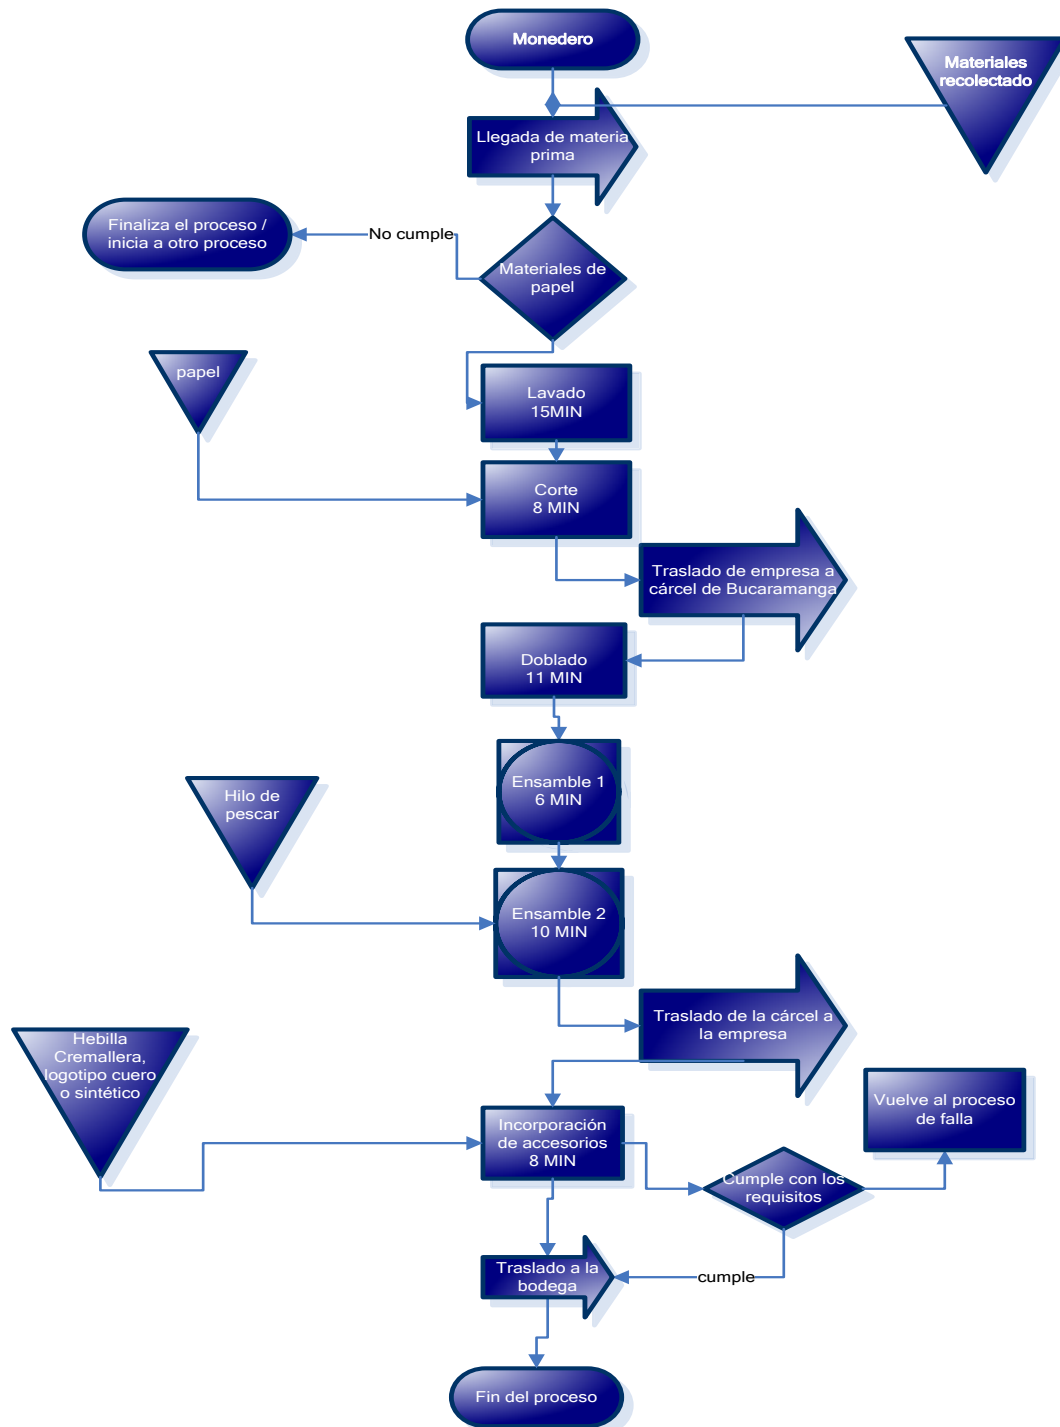 Monedero
Materiales
recolectado
Llegada de materia
prima
Finaliza el proceso /
inicia a otro proceso
No cumple
Materiales de
papel
papel
Lavado
15MIN
Corte
8 MIN
Traslado de empresa a
cárcel de Bucaramanga
Doblado
11 MIN
Ensamble 1
6 MIN
Hilo de
pescar
Ensamble 2
10 MIN
Traslado de la cárcel a
la empresa
Hebilla
Cremallera,
logotipo cuero
o sintético
Vuelve al proceso
de falla
Incorporación
de accesorios
8 MIN
Cumple con los
requisitos
Traslado a la
bodega
cumple
Fin del proceso